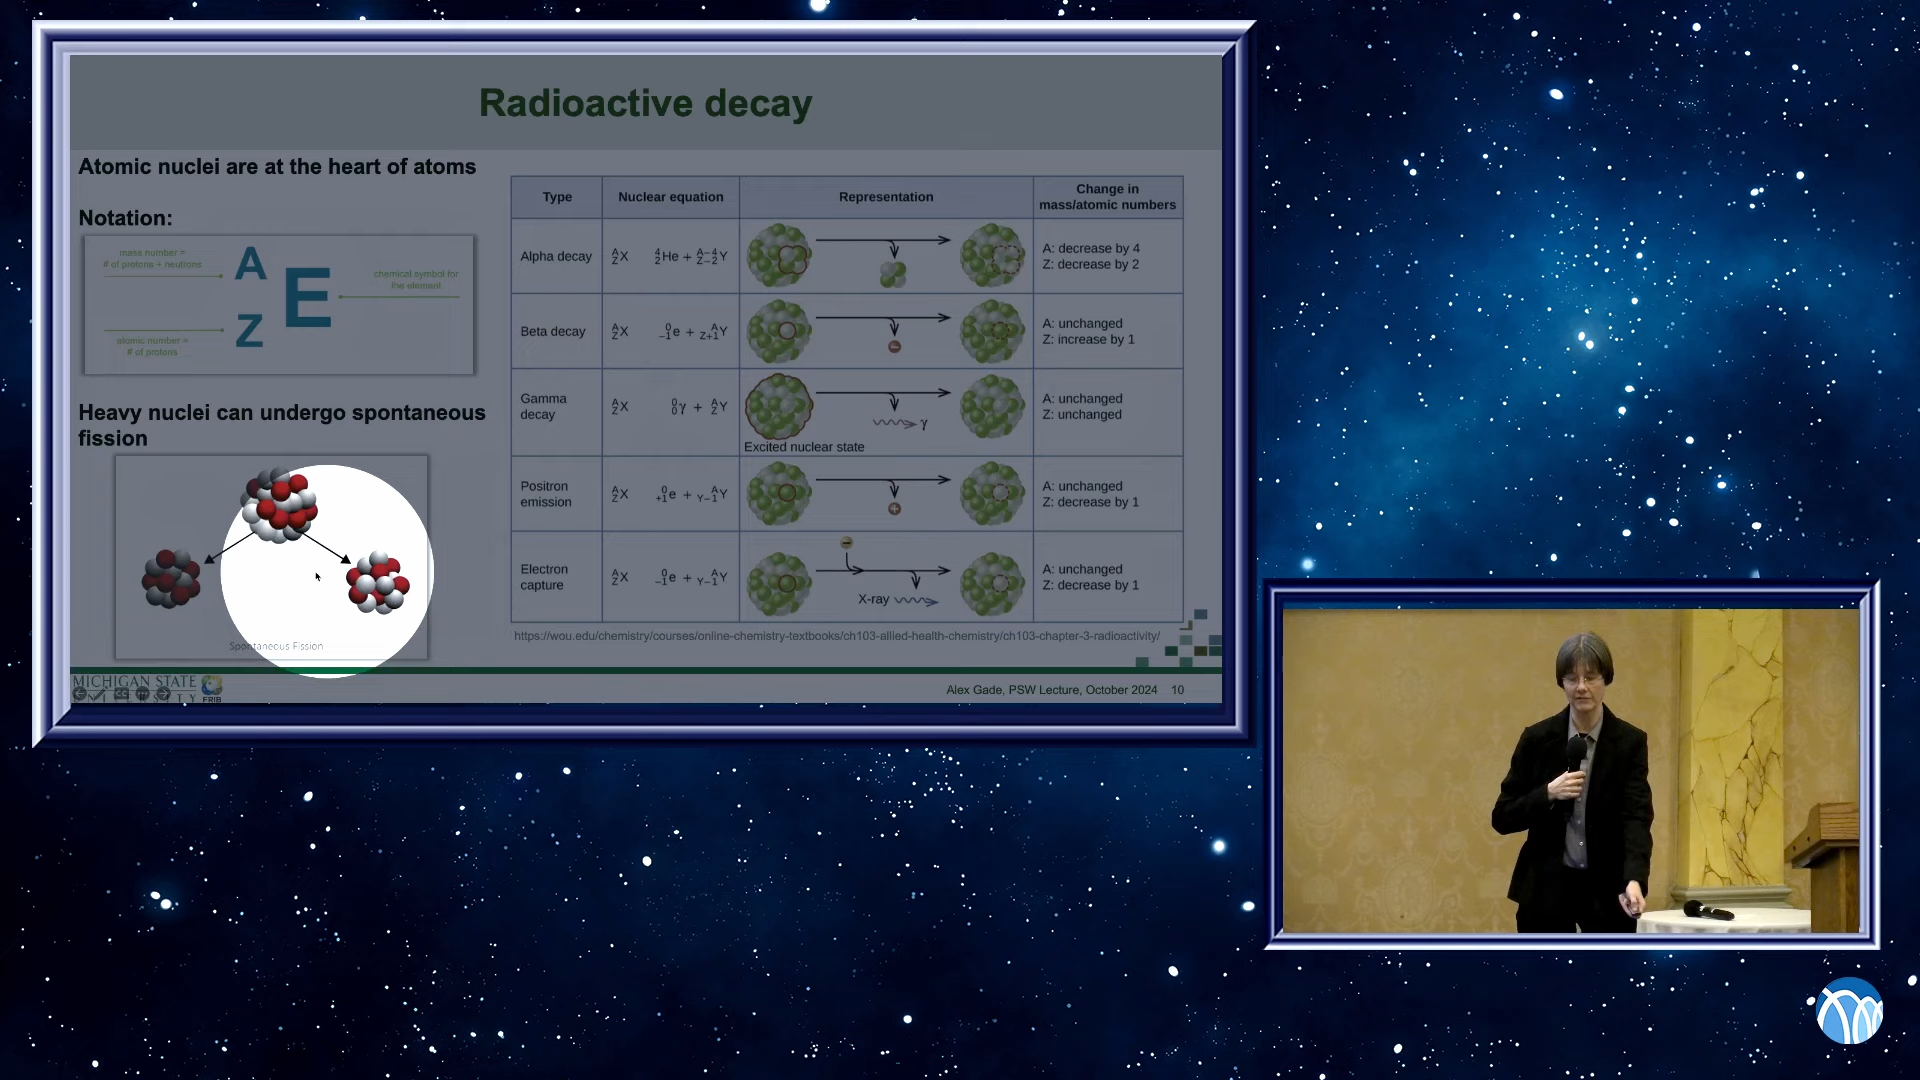 Radioactive decay
Atomic nuclei are at the heart of atoms
Notation:
mass number =
# of protons + neutrons
A
E
Z
chemical symbol for
the element
atomic number =
# of protons
Heavy nuclei can undergo spontaneous
fission
Spontaneous Fission
Type Nuclear equation Representation Change in
mass/atomic numbers
Alpha decay
A Z X 4 2 He + A−4 Z−2 Y
A: decrease by 4
Z: decrease by 2
Beta decay
A Z X 0 −1 e + A Z+1 Y
−
A: unchanged
Z: increase by 1
Gamma
decay
A Z X 0 0 γ + A Z Y
γ
Excited nuclear state
A: unchanged
Z: unchanged
Positron
emission
A Z X 0 +1 e + A Y−1 Y
+
A: unchanged
Z: decrease by 1
Electron
capture
A Z X 0 −1 e + A Y−1 Y
−
X-ray
A: unchanged
Z: decrease by 1
https://wou.edu/chemistry/courses/online-chemistry-textbooks/ch103-allied-health-chemistry/ch103-chapter-3-radioactivity/
MICHIGAN STATE
UNIVERSITY
FRIB
Alex Gade, PSW Lecture, October 2024 10